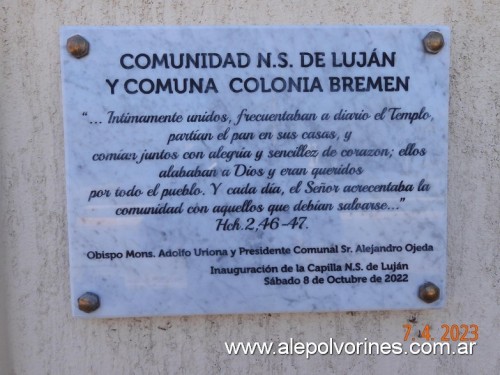 COMUNIDAD N.S. DE LUJÁN
Y COMUNA COLONIA BREMEN
"... Intimamente unidos, frecuentaban a diario el Templo,
partían el pan en sus casas, y
comían juntos con alegría y sencillez de corazón; ellos
alababan a Dios y eran queridos
por todo el pueblo. Y cada día, el Señor acrecentaba la
comunidad con aquellos que debían salvarse..."
Hch.2,46-47.
Obispo Mons. Adolfo Uriona y Presidente Comunal Sr. Alejandro Ojeda
Inauguración de la Capilla N.S. de Luján
Sábado 8 de Octubre de 2022
7.4.2023
www.alepolvorines.com.ar